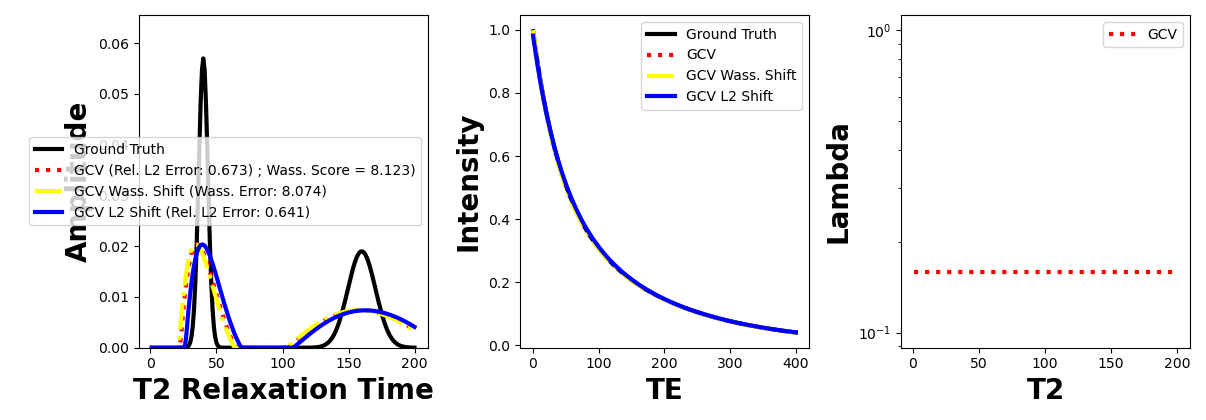 0.06
0.05
0.04
0.03
0.02
0.01
0.00
Amplitude
Ground Truth
GCV (Rel. L2 Error: 0.673) ; Wass. Score = 8.123)
GCV Wass. Shift (Wass. Error: 8.074)
GCV L2 Shift (Rel. L2 Error: 0.641)
0 50 100 150 200
T2 Relaxation Time
1.0
0.8
0.6
0.4
0.2
0.0
Intensity
Ground Truth
GCV
GCV Wass. Shift
GCV L2 Shift
0 100 200 300 400
TE
10⁰
10⁻¹
Lambda
GCV
0 50 100 150 200
T2